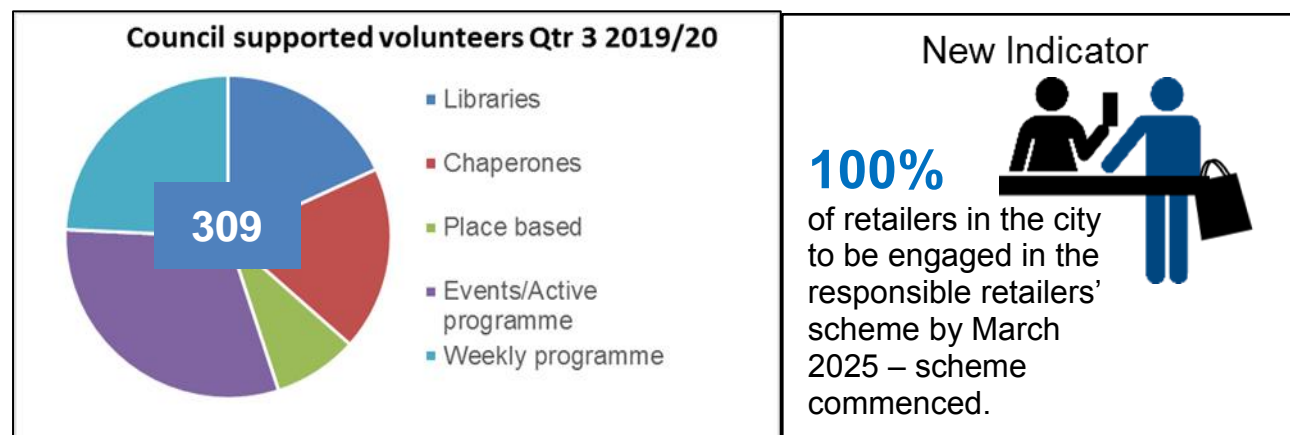 Council supported volunteers Qtr 3 2019/20
309
Libraries
Chaperones
Place based
Events/Active
programme
Weekly programme
New Indicator
100%
of retailers in the city
to be engaged in the
responsible retailers’
scheme by March
2025 – scheme
commenced.